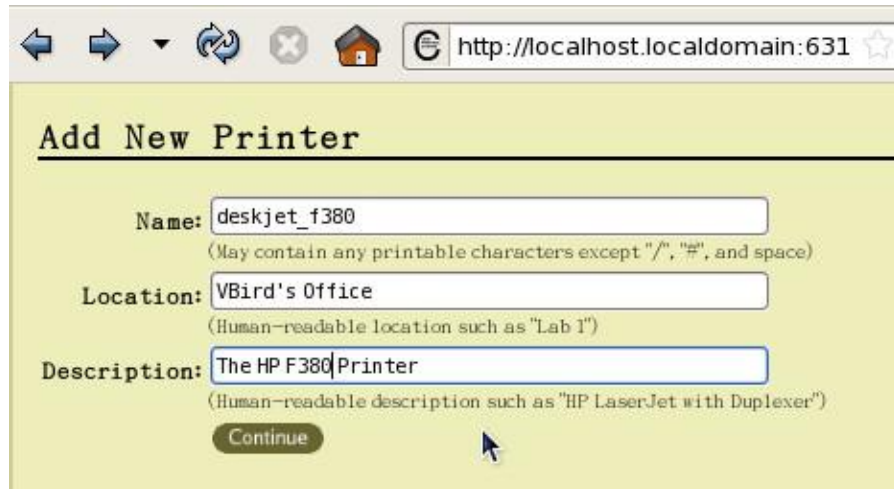 http://localhost.localdomain:631
Add New Printer
Name: deskjet_f380
(May contain any printable characters except "/", "#", and space)
Location: VBird's Office
(Human-readable location such as "Lab 1")
Description: The HP F380 Printer
(Human-readable description such as "HP LaserJet with Duplexer")
Continue